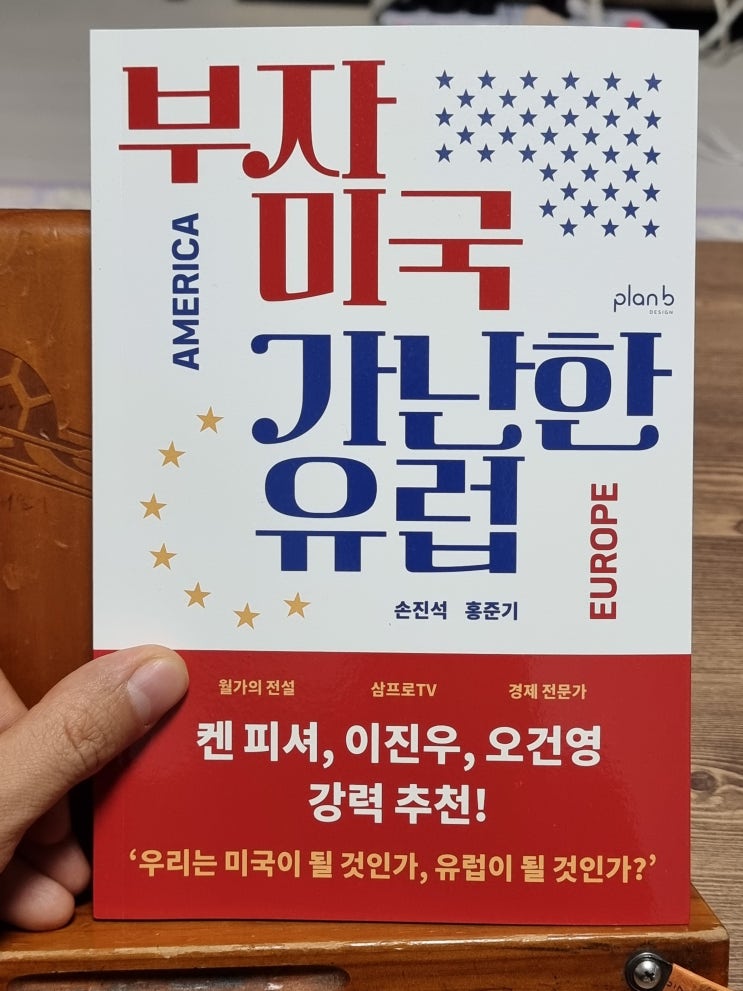 부자
미국
AMERICA
plan b
DESIGN
가난한
유럽
EUROPE
손진석 홍준기
월가의 전설 삼프로TV 경제 전문가
켄 피셔, 이진우, 오건영
강력 추천!
‘우리는 미국이 될 것인가, 유럽이 될 것인가?’